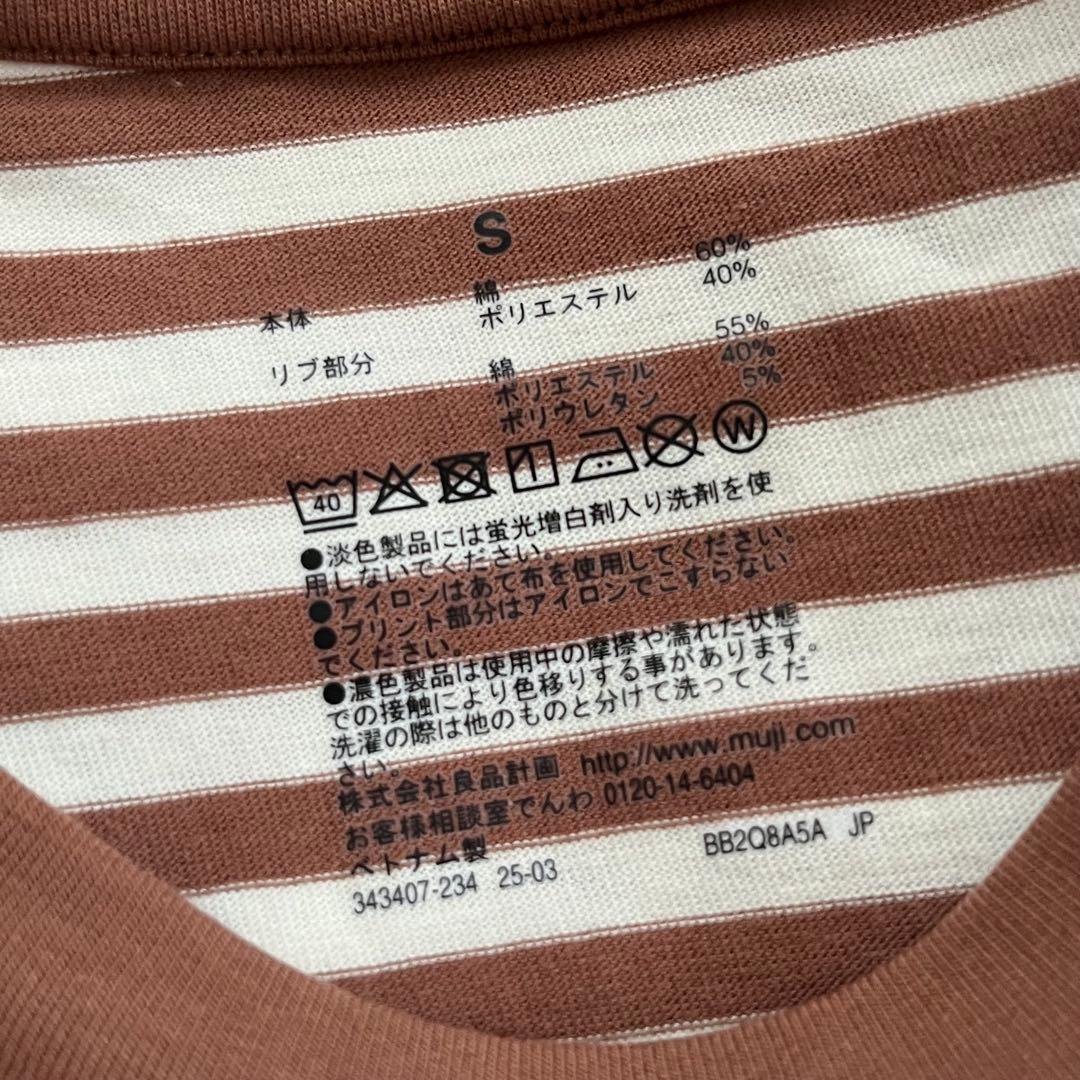 S
本体 綿 60%
ポリエステル 40%
リブ部分 綿 55%
ポリエステル 40%
ポリウレタン 5%
40 W
●淡色製品には蛍光増白剤入り洗剤を使
用しないでください。
●アイロンはあて布を使用してください。
●プリント部分はアイロンでこすらない
でください。
●濃色製品は使用中の摩擦や濡れた状態
での接触により色移りする事があります。
洗濯の際は他のものと分けて洗ってくだ
さい。
株式会社良品計画 http://www.muji.com
お客様相談室でんわ 0120-14-6404
ベトナム製
343407-234 25-03 BB2Q8A5A JP